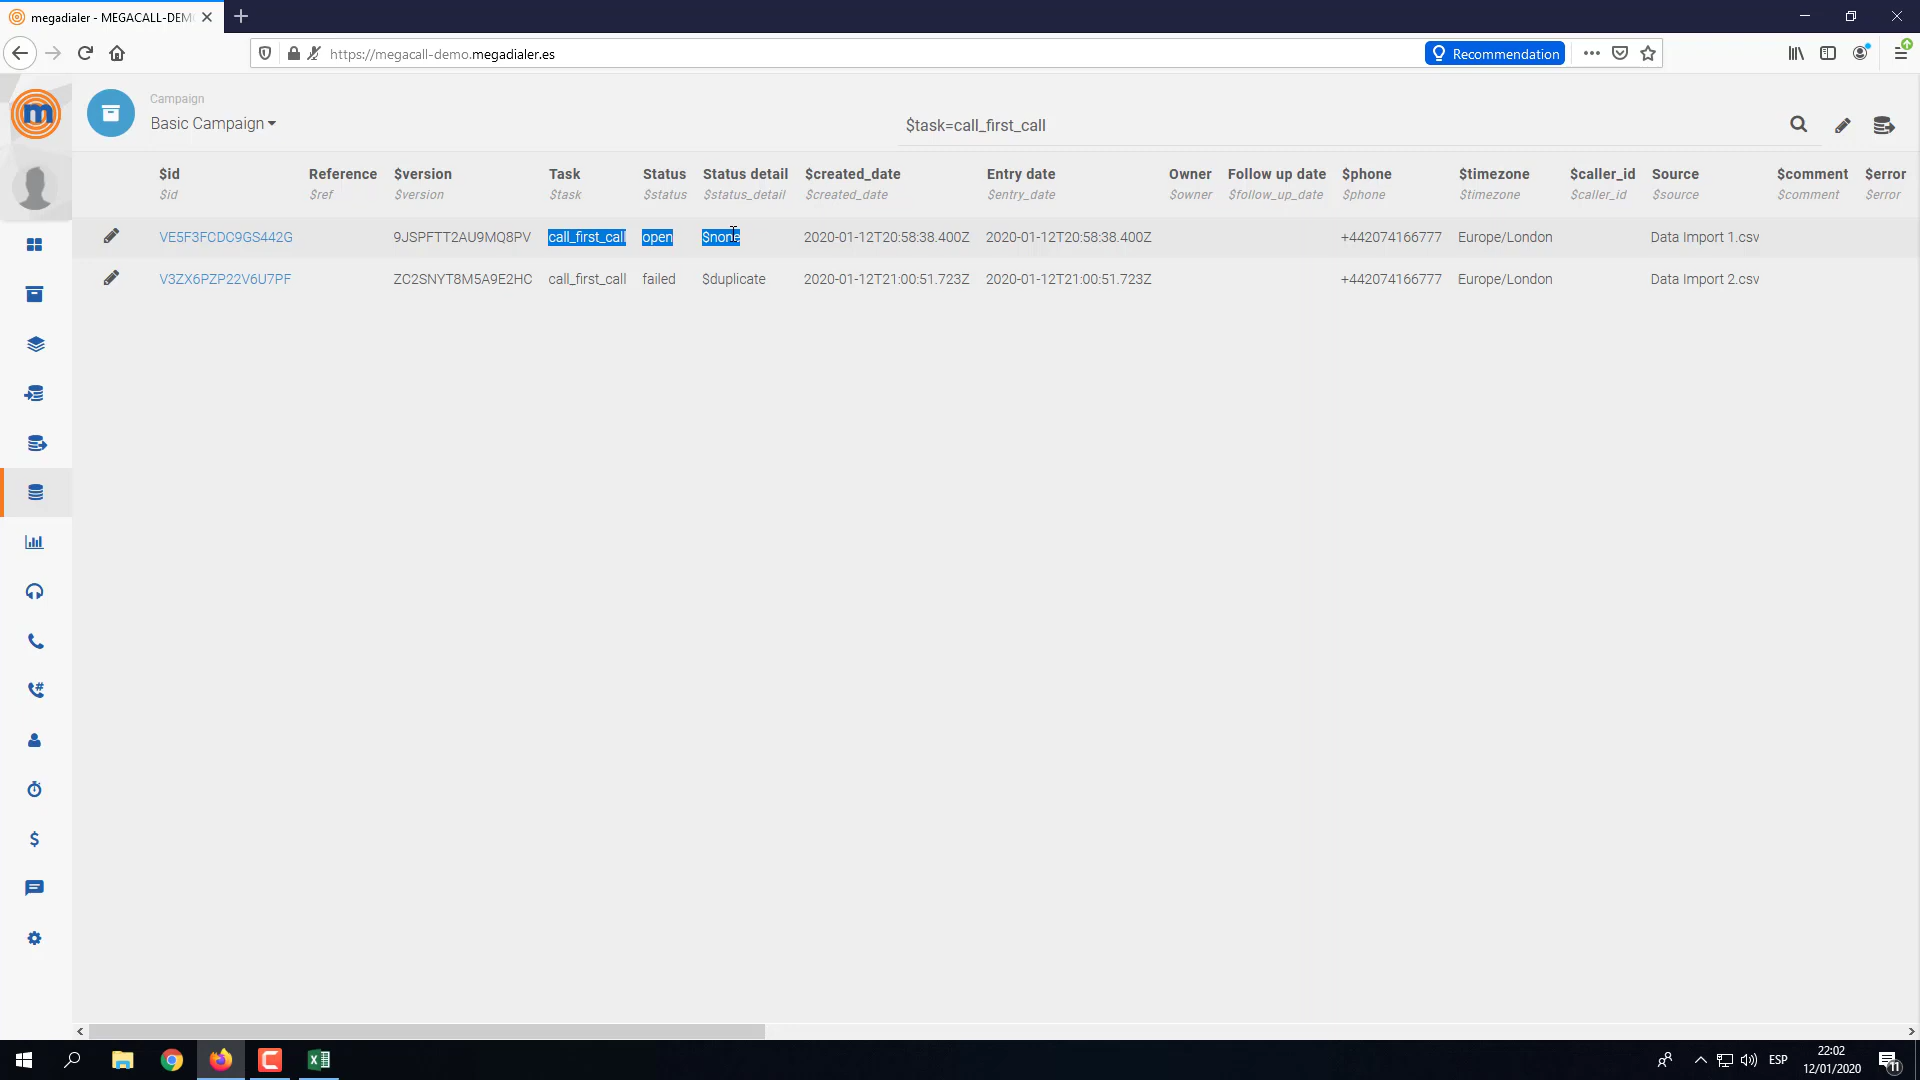 megadialer - MEGACALL-DEM
https://megacall-demo.megadialer.es
Recommendation
m
Campaign
Basic Campaign
$task=call_first_call
$id Reference $version Task Status Status detail $created_date Entry date Owner Follow up date $phone $timezone $caller_id Source $comment $error
$id $ref $version $task $status $status_detail $created_date $entry_date $owner $follow_up_date $phone $timezone $caller_id $source $comment $error
VE5F3FCDC9GS442G 9JSPFTT2AU9MQ8PV call_first_call open $none 2020-01-12T20:58:38.400Z 2020-01-12T20:58:38.400Z +442074166777 Europe/London Data Import 1.csv
V3ZX6PZP22V6U7PF ZC2SNYT8M5A9E2HC call_first_call failed $duplicate 2020-01-12T21:00:51.723Z 2020-01-12T21:00:51.723Z +442074166777 Europe/London Data Import 2.csv
ESP
22:02
12/01/2020
11